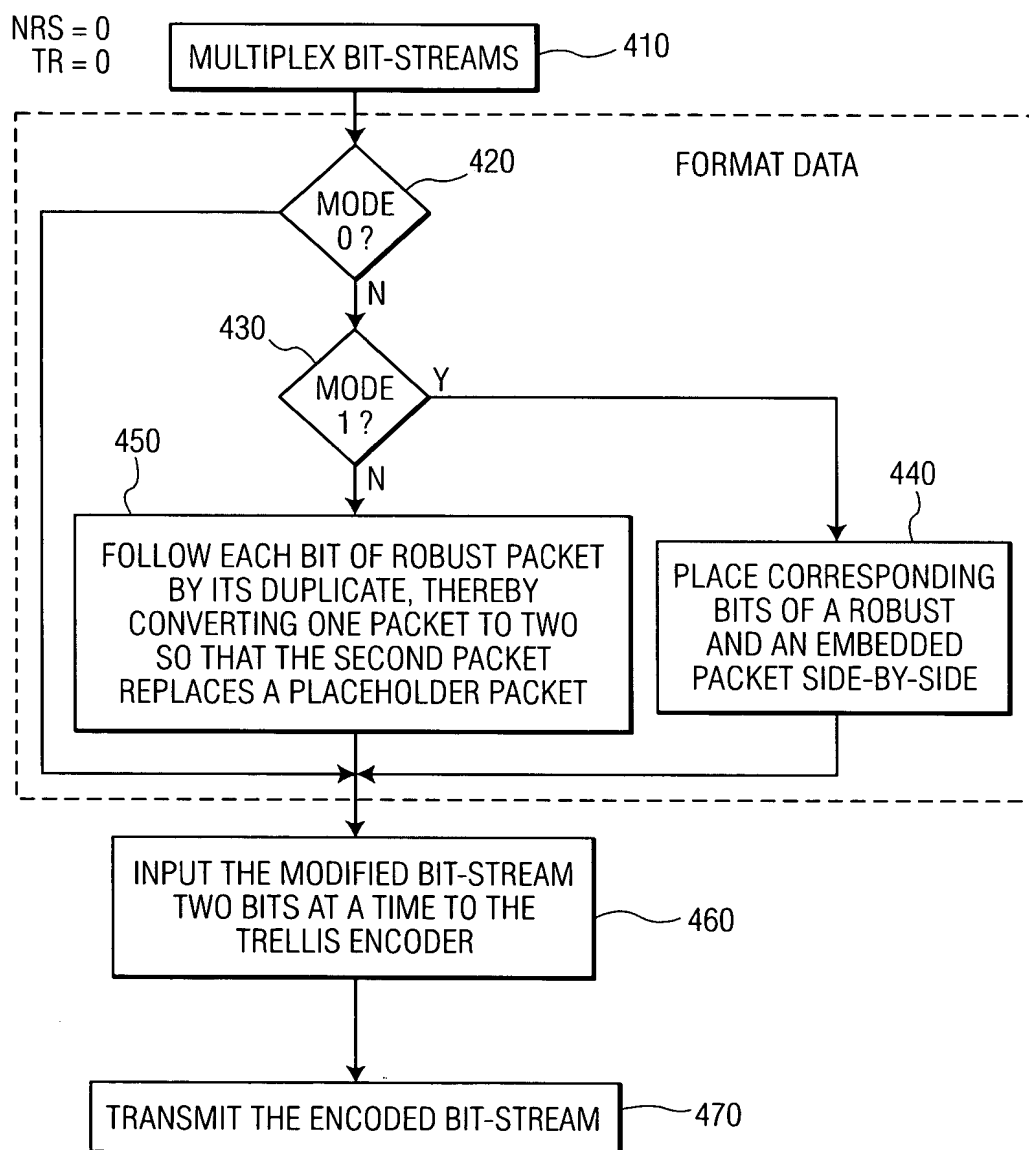 NRS = 0
TR = 0
MULTIPLEX BIT-STREAMS
410
FORMAT DATA
420
MODE
0 ?
N
430
MODE
1 ?
Y
N
450
FOLLOW EACH BIT OF ROBUST PACKET
BY ITS DUPLICATE, THEREBY
CONVERTING ONE PACKET TO TWO
SO THAT THE SECOND PACKET
REPLACES A PLACEHOLDER PACKET
440
PLACE CORRESPONDING
BITS OF A ROBUST
AND AN EMBEDDED
PACKET SIDE-BY-SIDE
INPUT THE MODIFIED BIT-STREAM
TWO BITS AT A TIME TO THE
TRELLIS ENCODER
460
TRANSMIT THE ENCODED BIT-STREAM
470